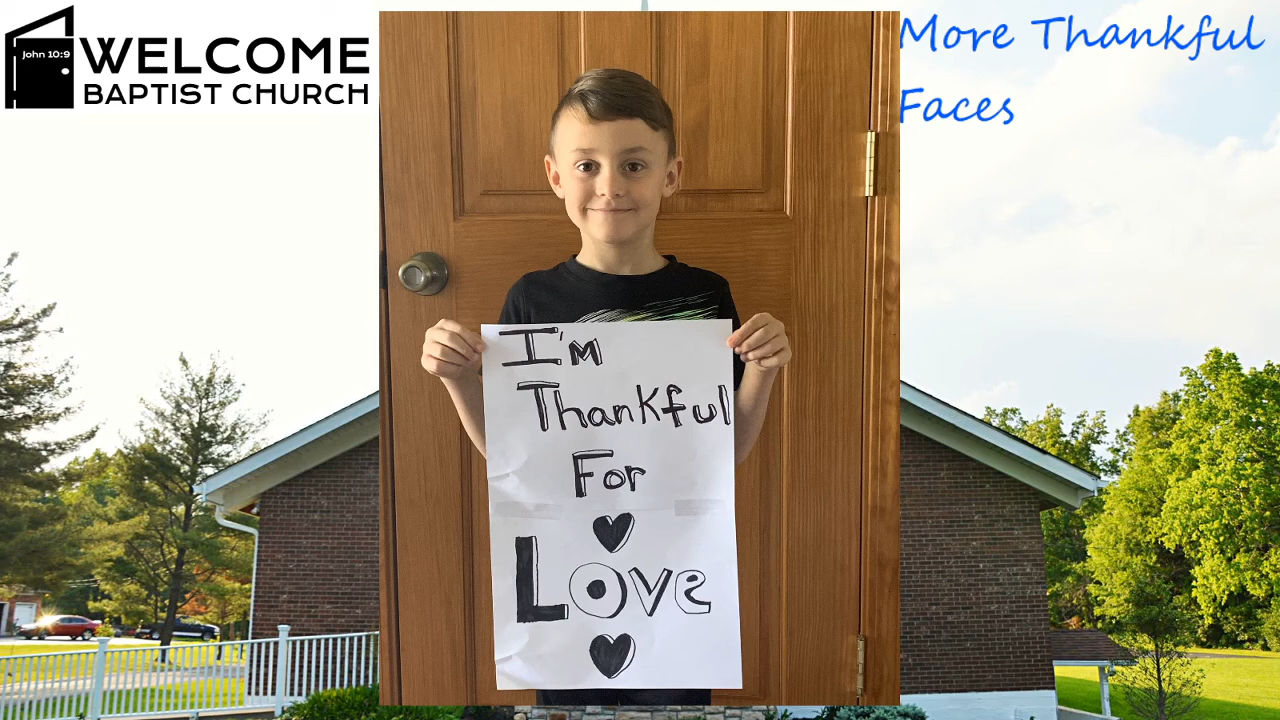 John 10:9
WELCOME
BAPTIST CHURCH
More Thankful
Faces
I'm
Thankful
For
Love